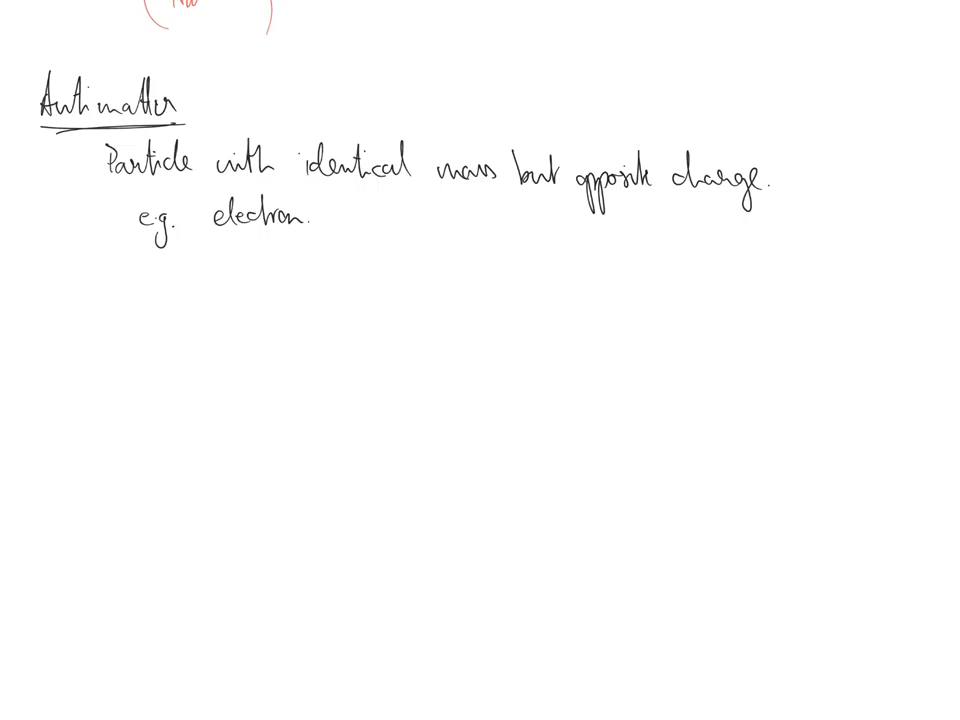 Antimatter
Particle with identical mass but opposite charge.
e.g. electron.